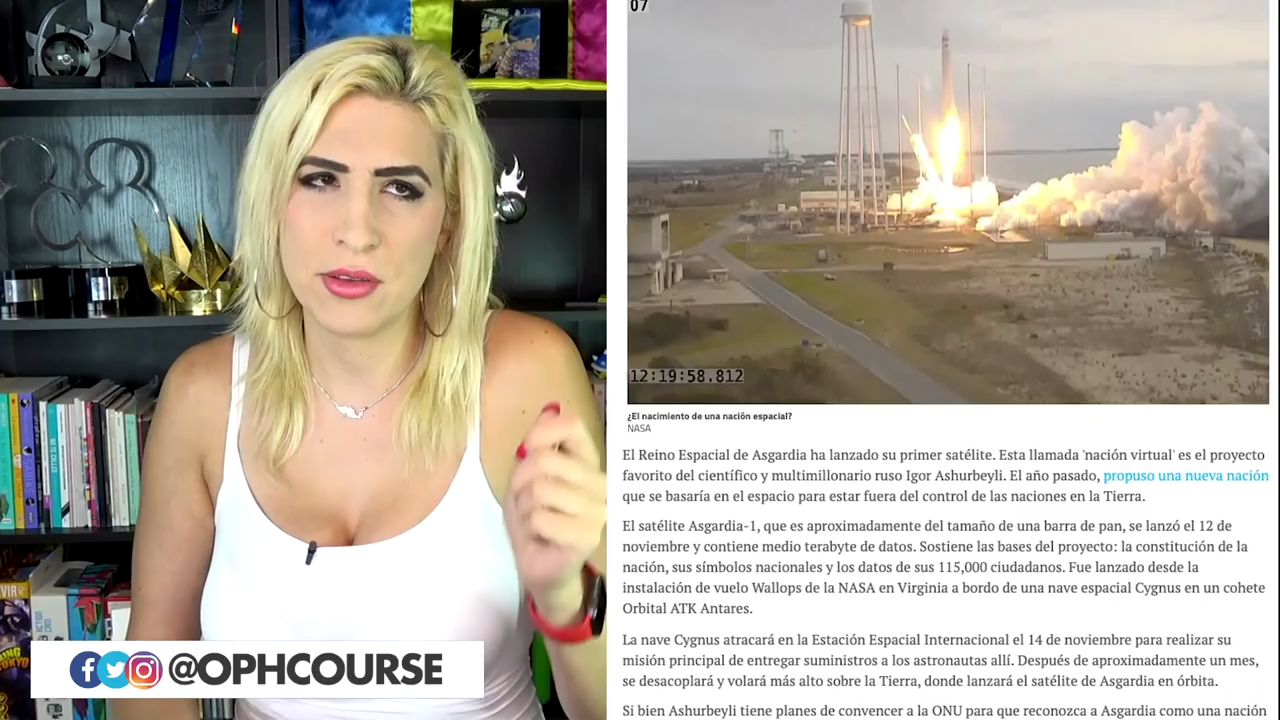 07
12:19:58.812
¿El nacimiento de una nación espacial?
NASA
El Reino Espacial de Asgardia ha lanzado su primer satélite. Esta llamada 'nación virtual' es el proyecto
favorito del científico y multimillonario ruso Igor Ashurbeyli. El año pasado, propuso una nueva nación
que se basaría en el espacio para estar fuera del control de las naciones en la Tierra.
El satélite Asgardia-1, que es aproximadamente del tamaño de una barra de pan, se lanzó el 12 de
noviembre y contiene medio terabyte de datos. Sostiene las bases del proyecto: la constitución de la
nación, sus símbolos nacionales y los datos de sus 115,000 ciudadanos. Fue lanzado desde la
instalación de vuelo Wallops de la NASA en Virginia a bordo de una nave espacial Cygnus en un cohete
Orbital ATK Antares.
La nave Cygnus atracará en la Estación Espacial Internacional el 14 de noviembre para realizar su
misión principal de entregar suministros a los astronautas allí. Después de aproximadamente un mes,
se desacoplará y volará más alto sobre la Tierra, donde lanzará el satélite de Asgardia en órbita.
Si bien Ashurbeyli tiene planes de convencer a la ONU para que reconozca a Asgardia como una nación
@OPHCOURSE